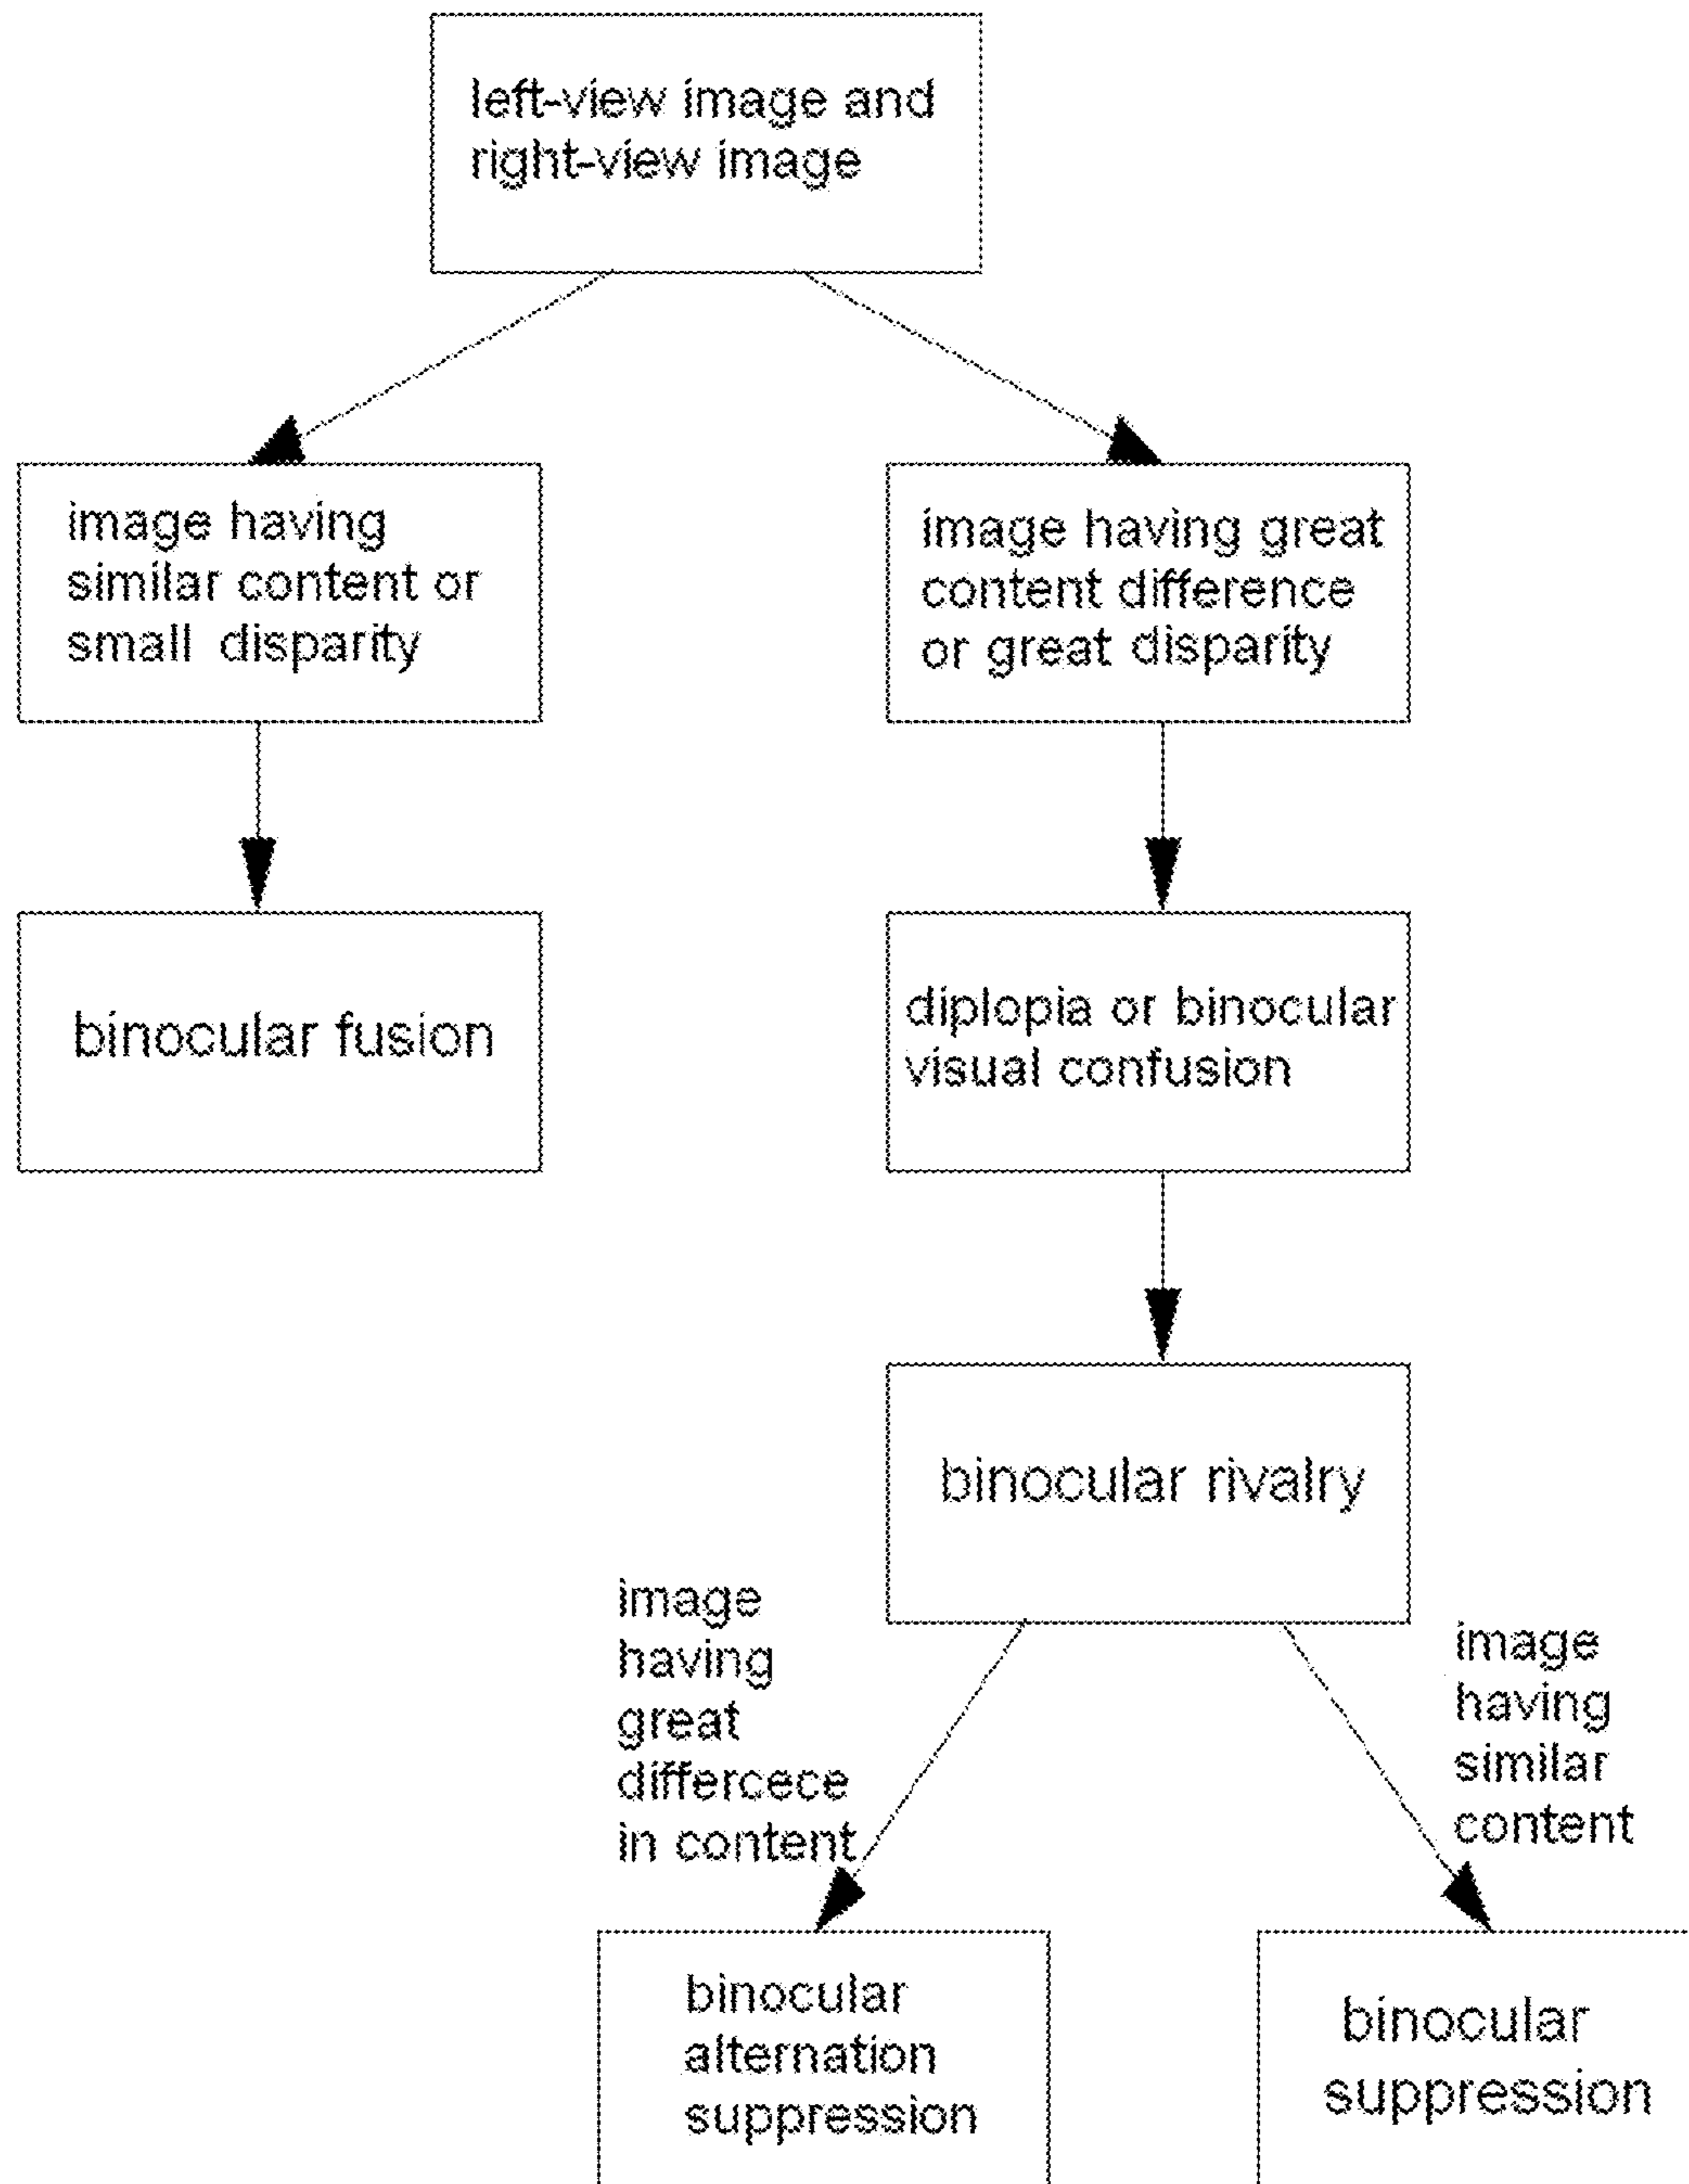 left-view image and
right-view image
image having
similar content or
small disparity
image having great
content difference
or great disparity
binocular fusion
diplopia or binocular
visual confusion
binocular rivalry
image
having
great
differcece
in content
image
having
similar
content
binocular
alternation
suppression
binocular
suppression